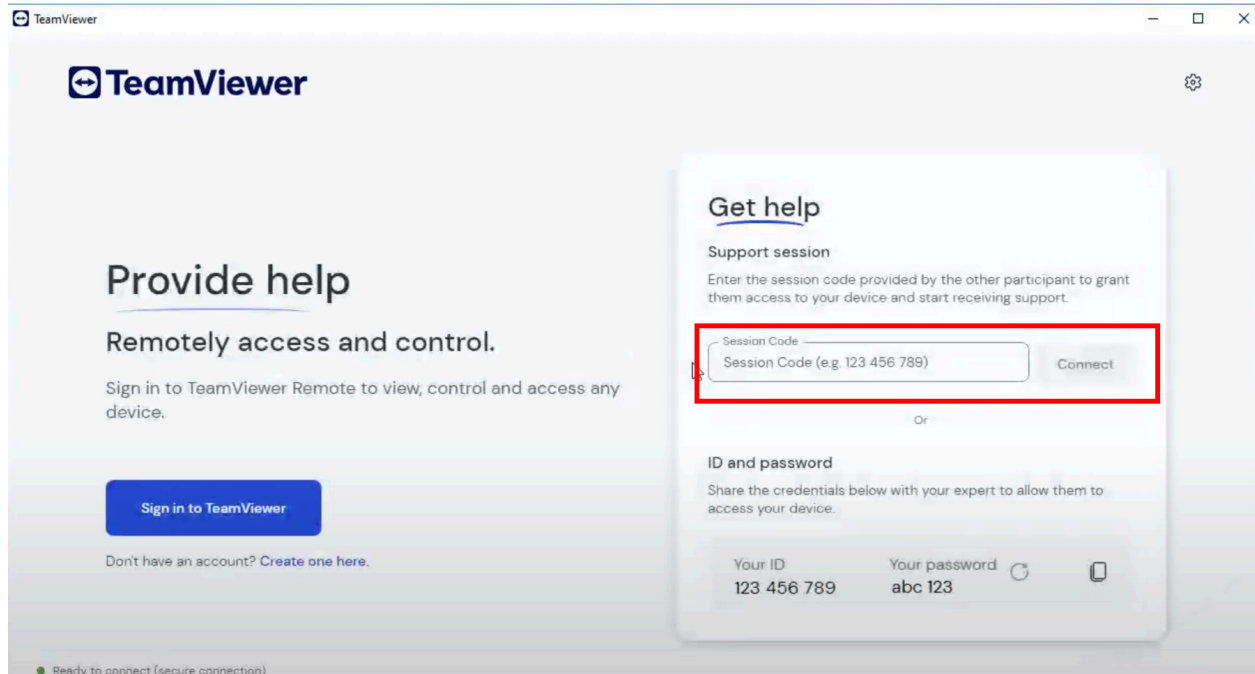 TeamViewer
TeamViewer
Provide help
Remotely access and control.
Sign in to TeamViewer Remote to view, control and access any
device.
Sign in to TeamViewer
Don't have an account? Create one here.
Get help
Support session
Enter the session code provided by the other participant to grant
them access to your device and start receiving support.
Session Code
Session Code (e.g. 123 456 789)
Connect
Or
ID and password
Share the credentials below with your expert to allow them to
access your device.
Your ID
123 456 789
Your password
abc 123
Ready to connect (secure connection)